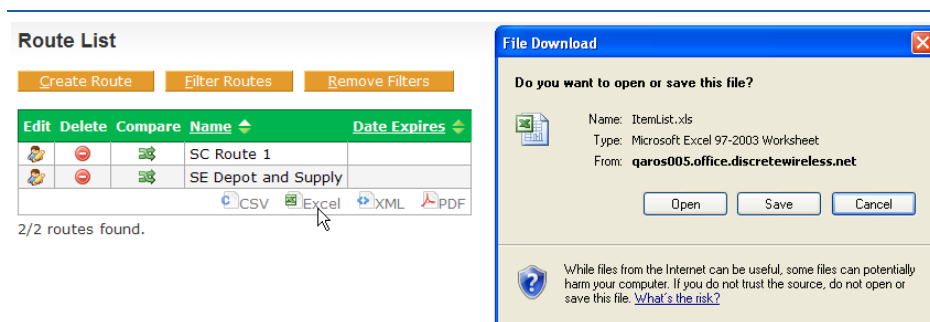 Route List
Create Route Filter Routes Remove Filters
Edit Delete Compare Name Date Expires
SC Route 1
SE Depot and Supply
CSV Excel XML PDF
2/2 routes found.
File Download
Do you want to open or save this file?
Name: ItemList.xls
Type: Microsoft Excel 97-2003 Worksheet
From: qaros005.office.discretewireless.net
Open Save Cancel
While files from the Internet can be useful, some files can potentially
harm your computer. If you do not trust the source, do not open or
save this file. What's the risk?